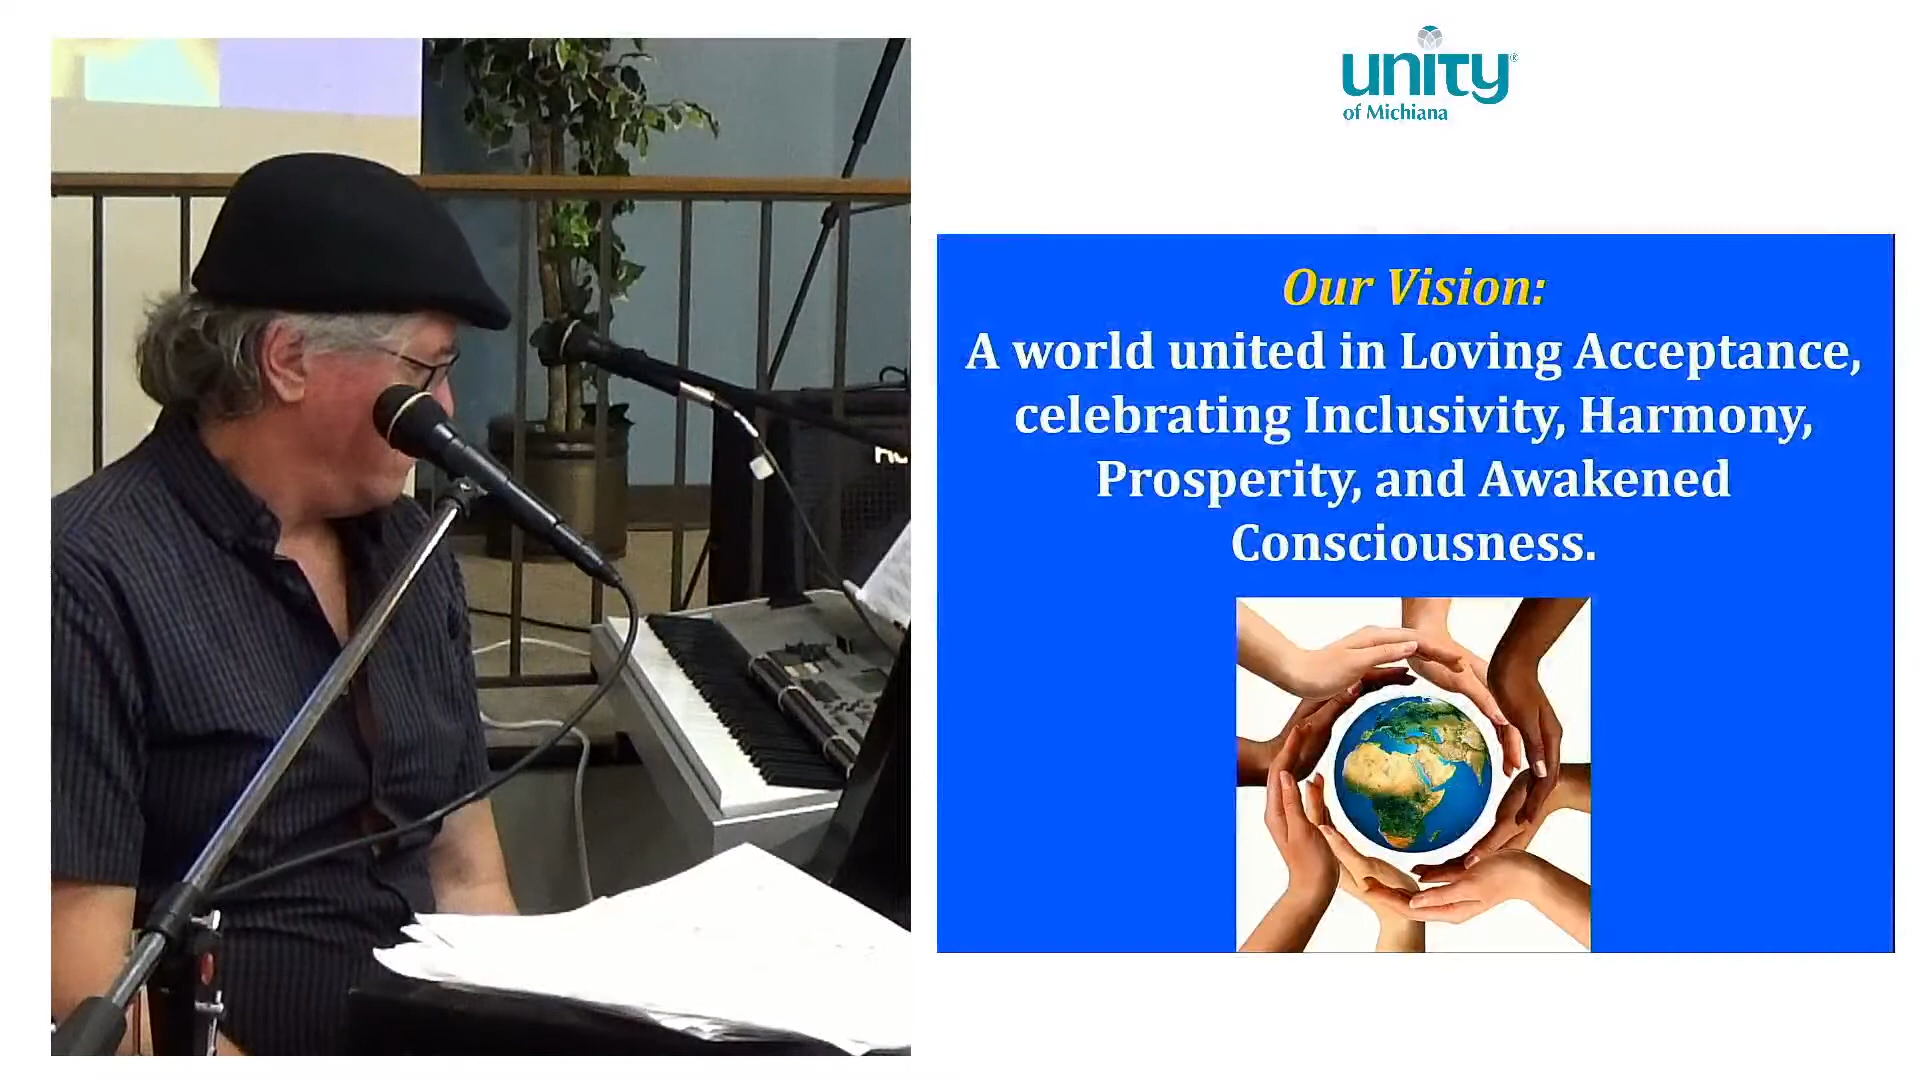 unity®
of Michiana
Our Vision:
A world united in Loving Acceptance,
celebrating Inclusivity, Harmony,
Prosperity, and Awakened
Consciousness.